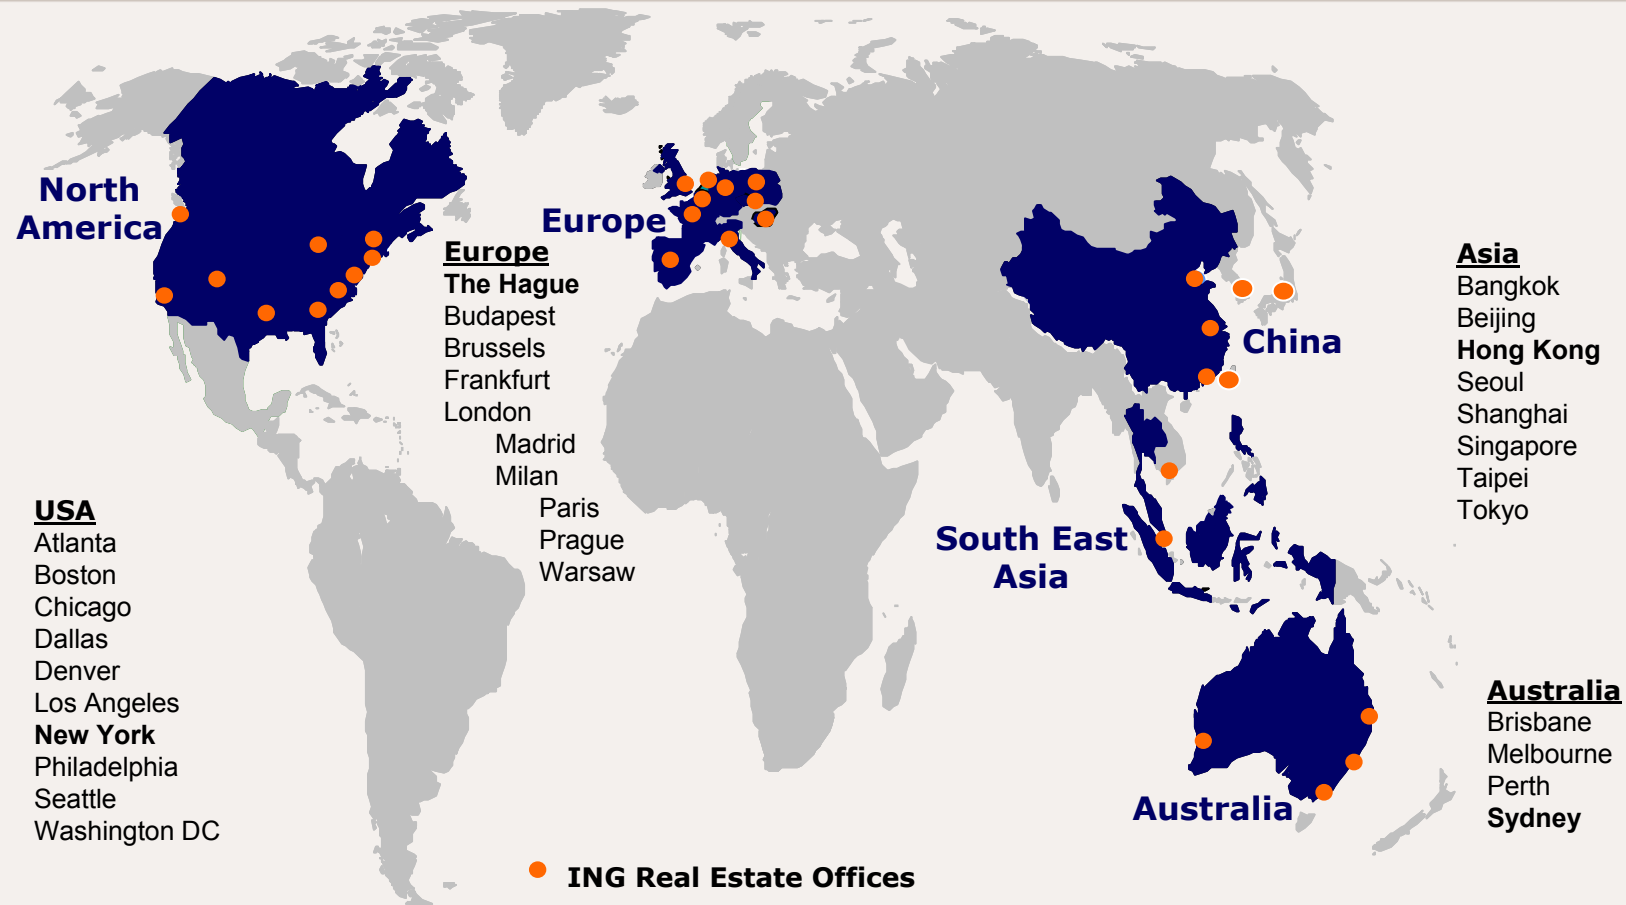 North
America
Europe
China
South East
Asia
Australia
Europe
The Hague
Budapest
Brussels
Frankfurt
London
Madrid
Milan
Paris
Prague
Warsaw
USA
Atlanta
Boston
Chicago
Dallas
Denver
Los Angeles
New York
Philadelphia
Seattle
Washington DC
Asia
Bangkok
Beijing
Hong Kong
Seoul
Shanghai
Singapore
Taipei
Tokyo
Australia
Brisbane
Melbourne
Perth
Sydney
ING Real Estate Offices